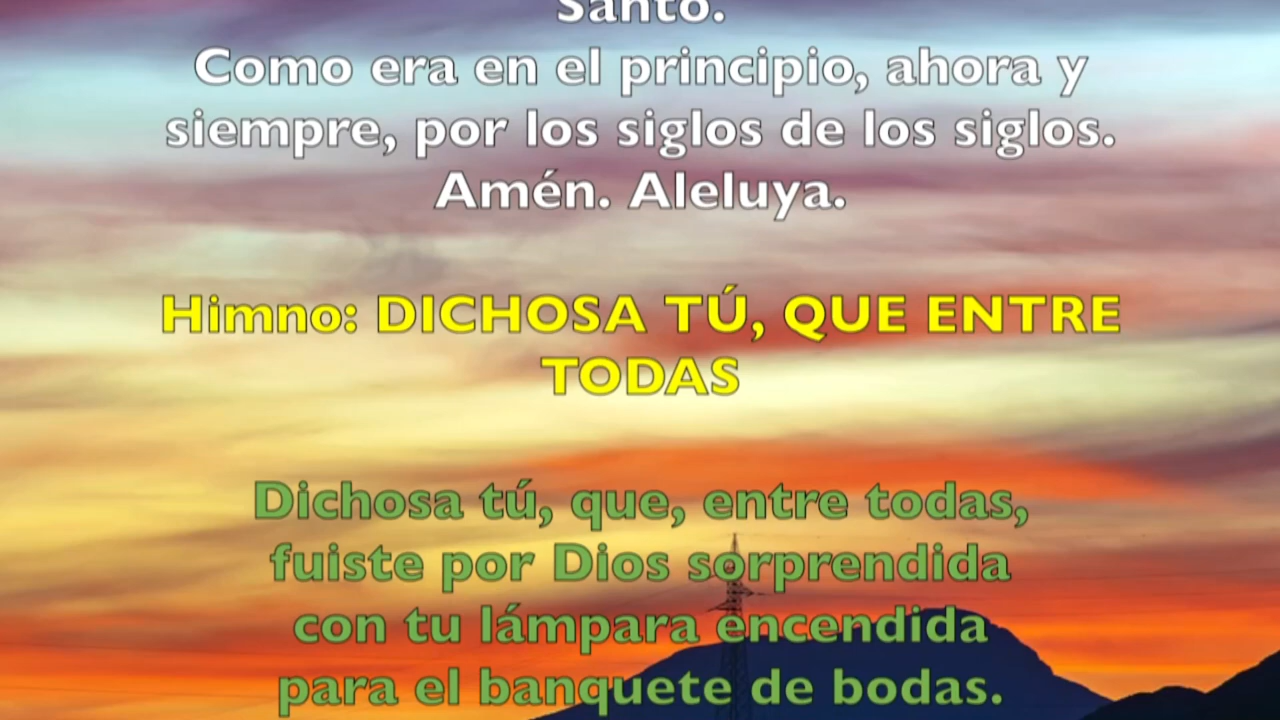 Santo.
Como era en el principio, ahora y
siempre, por los siglos de los siglos.
Amén. Aleluya.
Himno: DICHOSA TÚ, QUE ENTRE
TODAS
Dichosa tú, que, entre todas,
fuiste por Dios sorprendida
con tu lámpara encendida
para el banquete de bodas.